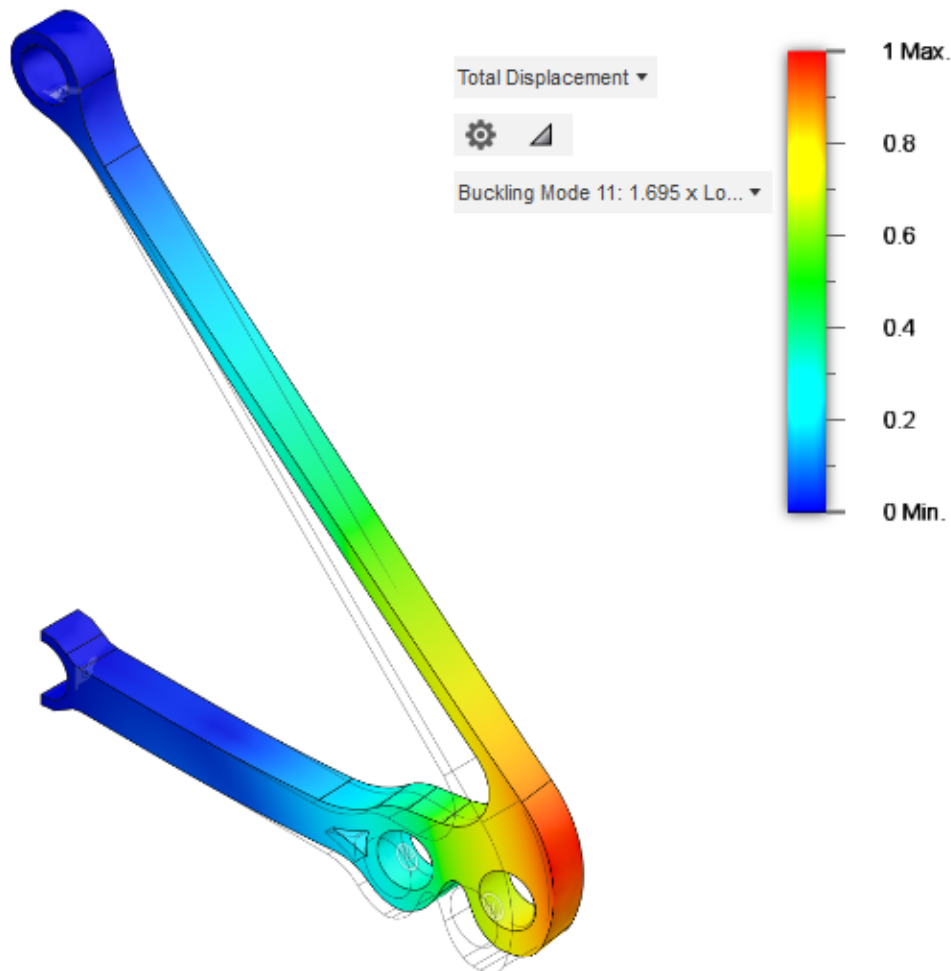 Total Displacement
Buckling Mode 11: 1.695 x Lo...
1 Max.
0.8
0.6
0.4
0.2
0 Min.